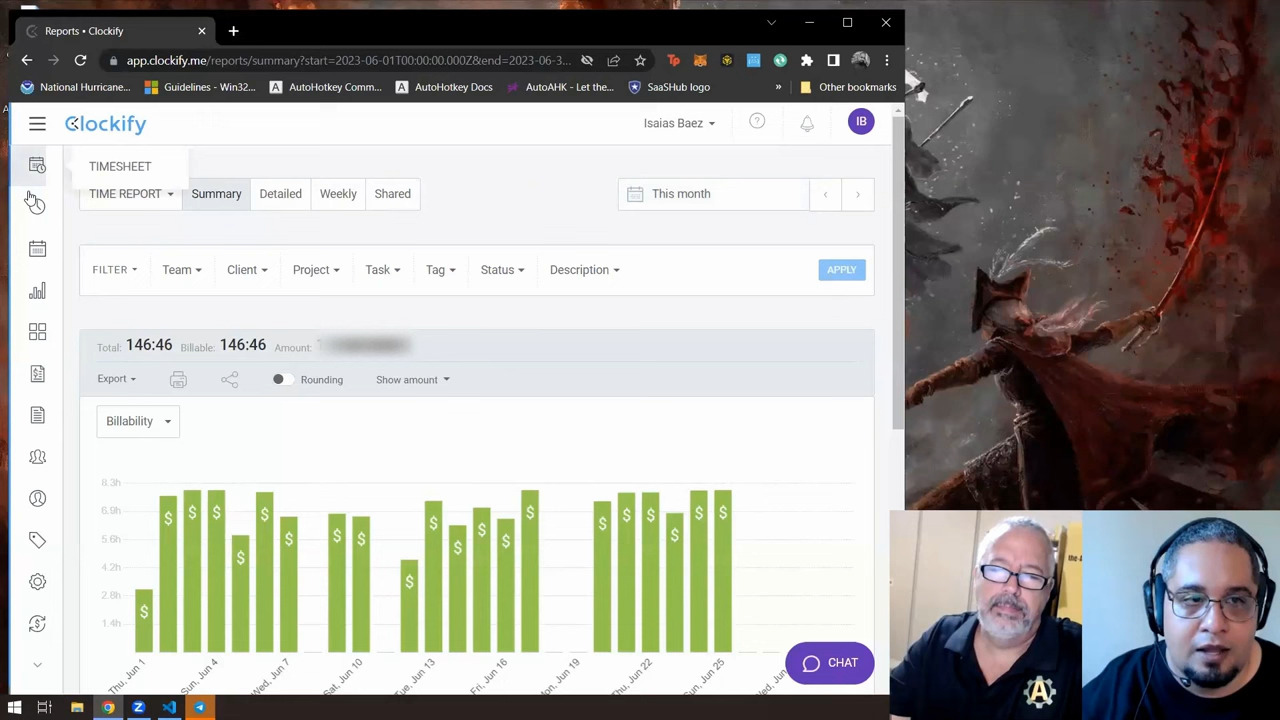 Reports • Clockify
app.clockify.me/reports/summary?start=2023-06-01T00:00:00.000Z&end=2023-06-3...
National Hurricane...
Guidelines - Win32...
AutoHotkey Comm...
AutoHotkey Docs
AutoAHK - Let the...
SaaSHub logo
»
Other bookmarks
Clockify
Isaias Baez
IB
TIMESHEET
TIME REPORT
Summary
Detailed
Weekly
Shared
This month
FILTER
Team
Client
Project
Task
Tag
Status
Description
APPLY
Total: 146:46 Billable: 146:46 Amount:
Export
Rounding
Show amount
Billability
8.3h
6.9h
5.6h
4.2h
2.8h
1.4h
Thu, Jun 1
Sun, Jun 4
Wed, Jun 7
Sat, Jun 10
Tue, Jun 13
Fri, Jun 16
Mon, Jun 19
Thu, Jun 22
Sun, Jun 25
CHAT
A